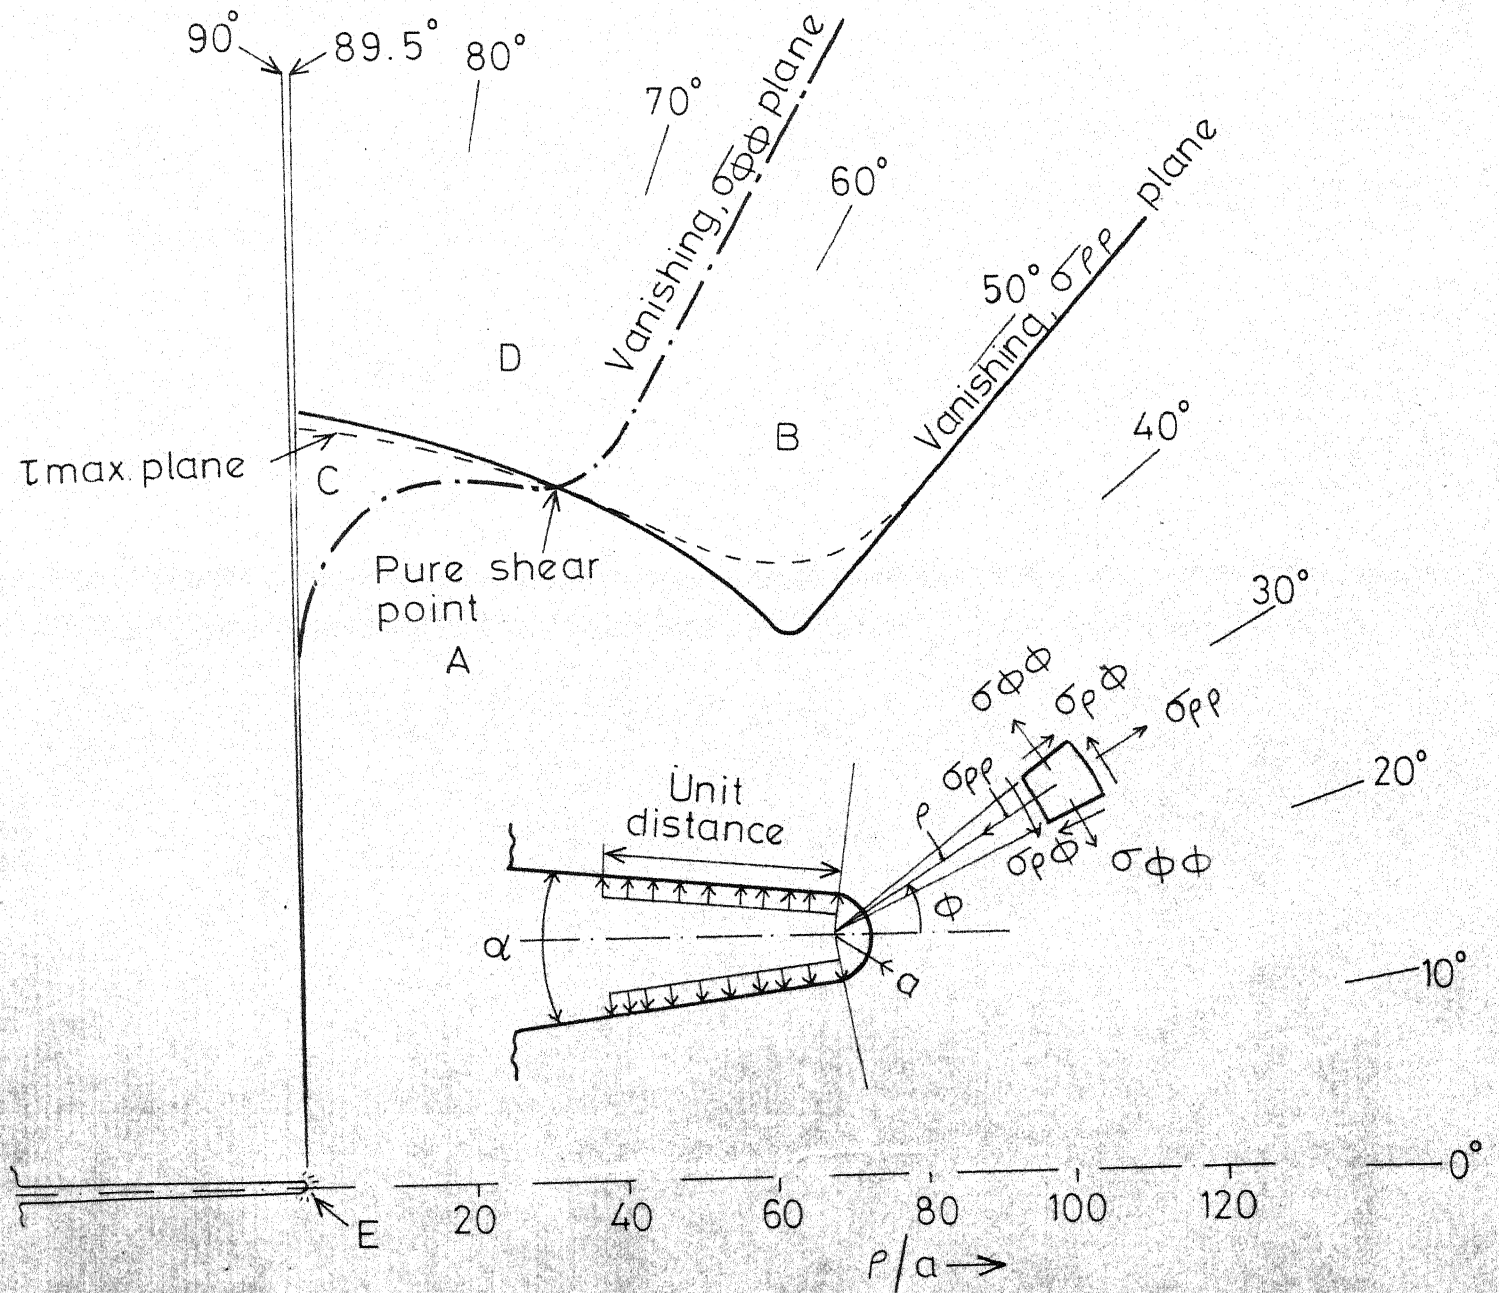 90°
89.5°
80°
70°
60°
50°
40°
30°
20°
10°
0°
Vanishing, σΦΦ plane
Vanishing, σρρ plane
D
B
τmax. plane
C
Pure shear
point
A
σΦΦ
σρΦ
σρρ
σρρ
ρ
σρΦ
σΦΦ
Φ
Unit
distance
α
a
E
20
40
60
80
100
120
ρ/a